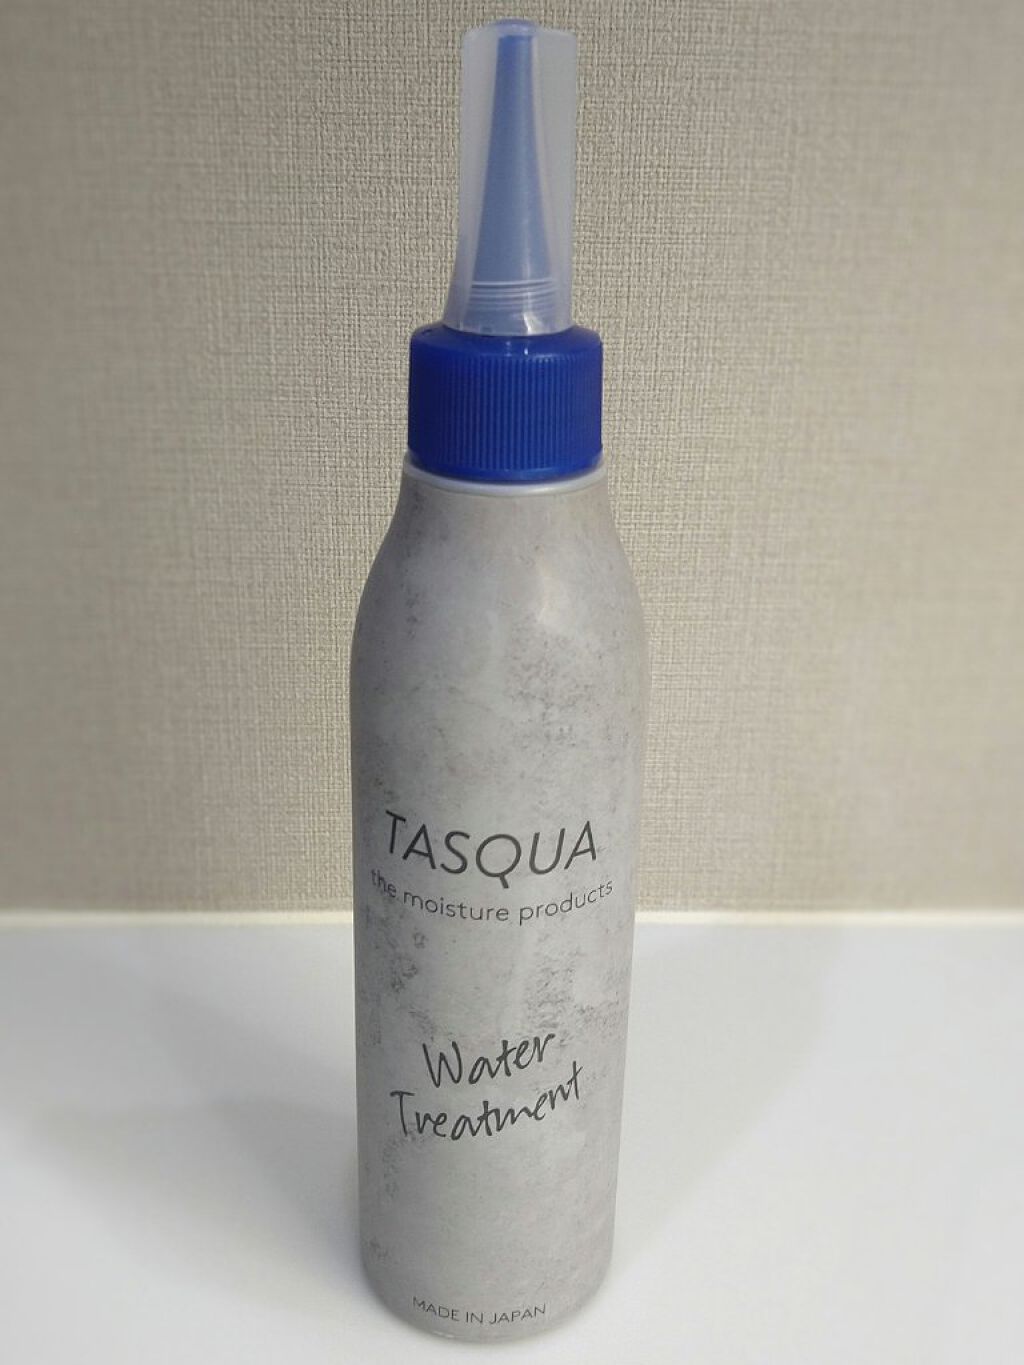 TASQUA
the moisture products
Water
Treatment
MADE IN JAPAN